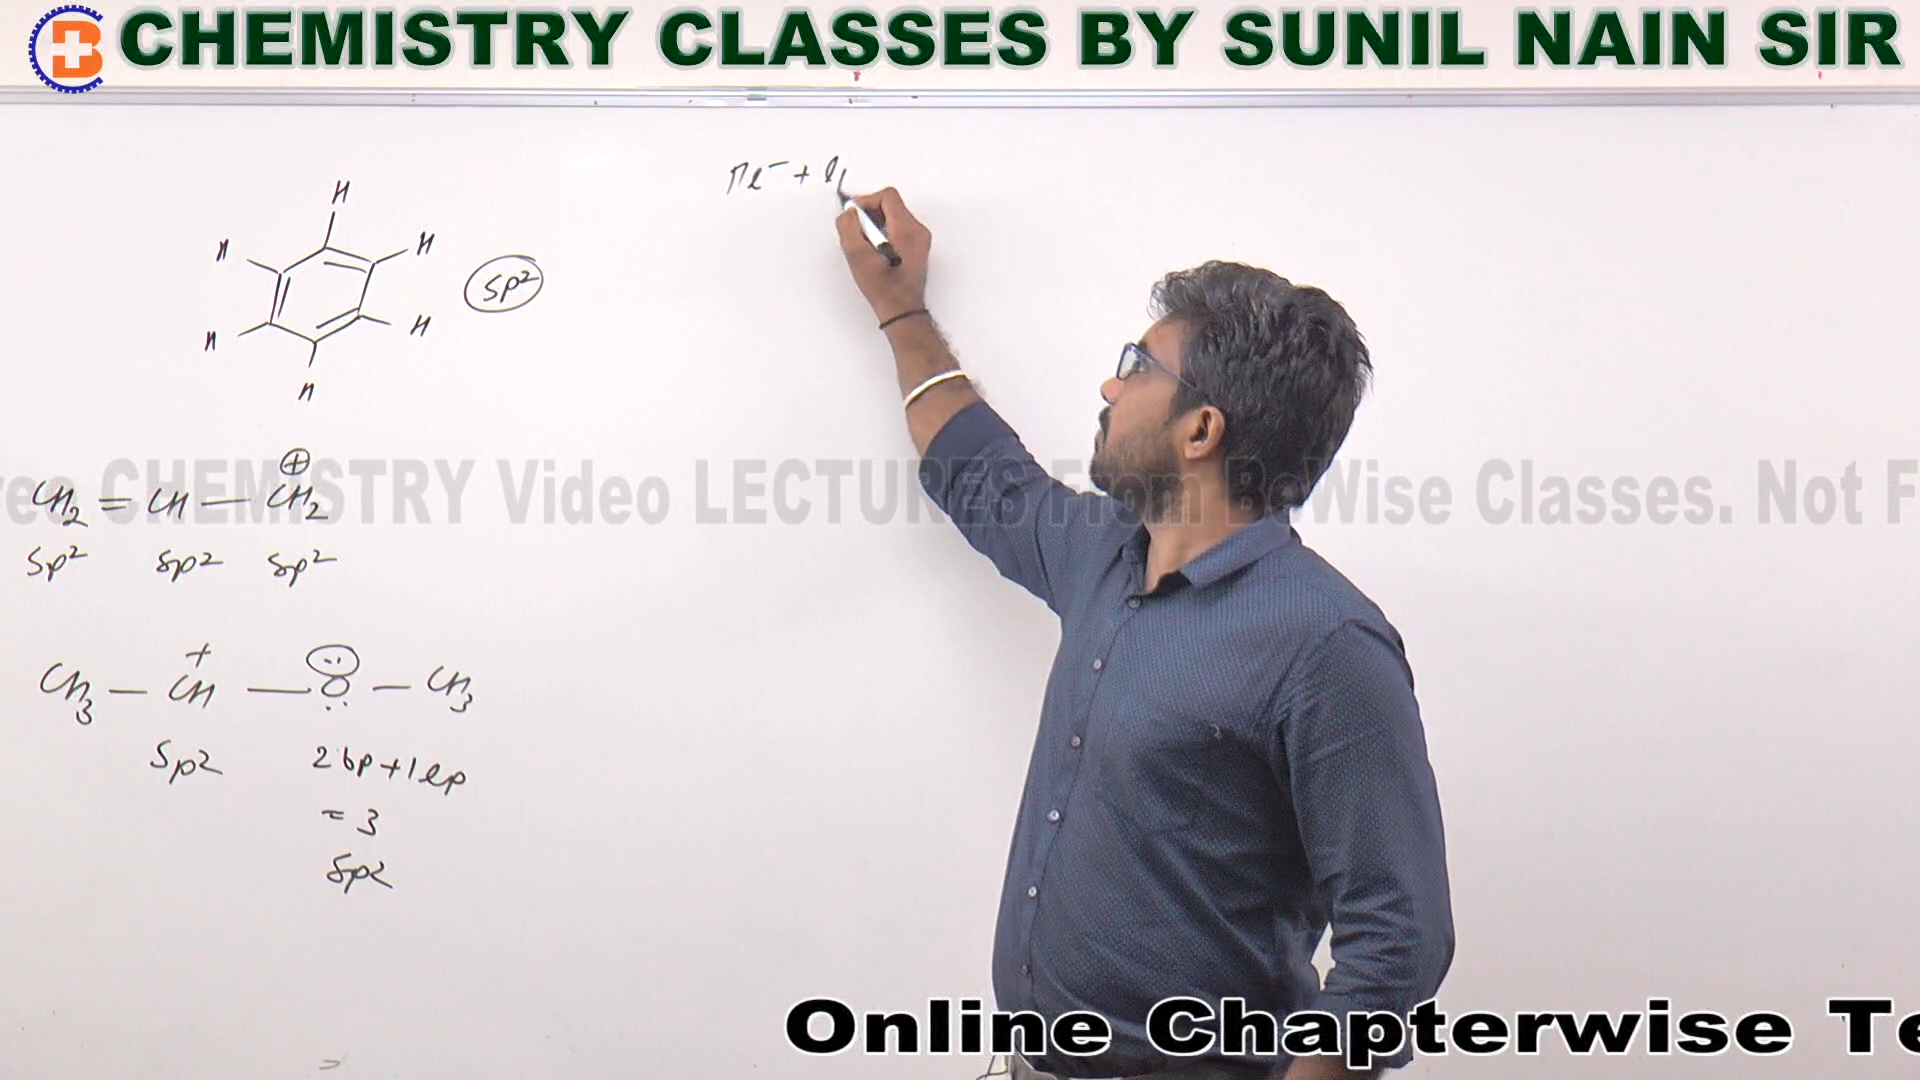 CHEMISTRY CLASSES BY SUNIL NAIN SIR
H
H H
sp²
H H
H
⊕
CH₂ = CH — CH₂
sp² sp² sp²
+
CH₃ — CH — Ö — CH₃
sp² 2bp + 1lp
= 3
sp²
πe⁻ + l
ree CHEMISTRY Video LECTURES From BeWise Classes. Not F
Online Chapterwise Te